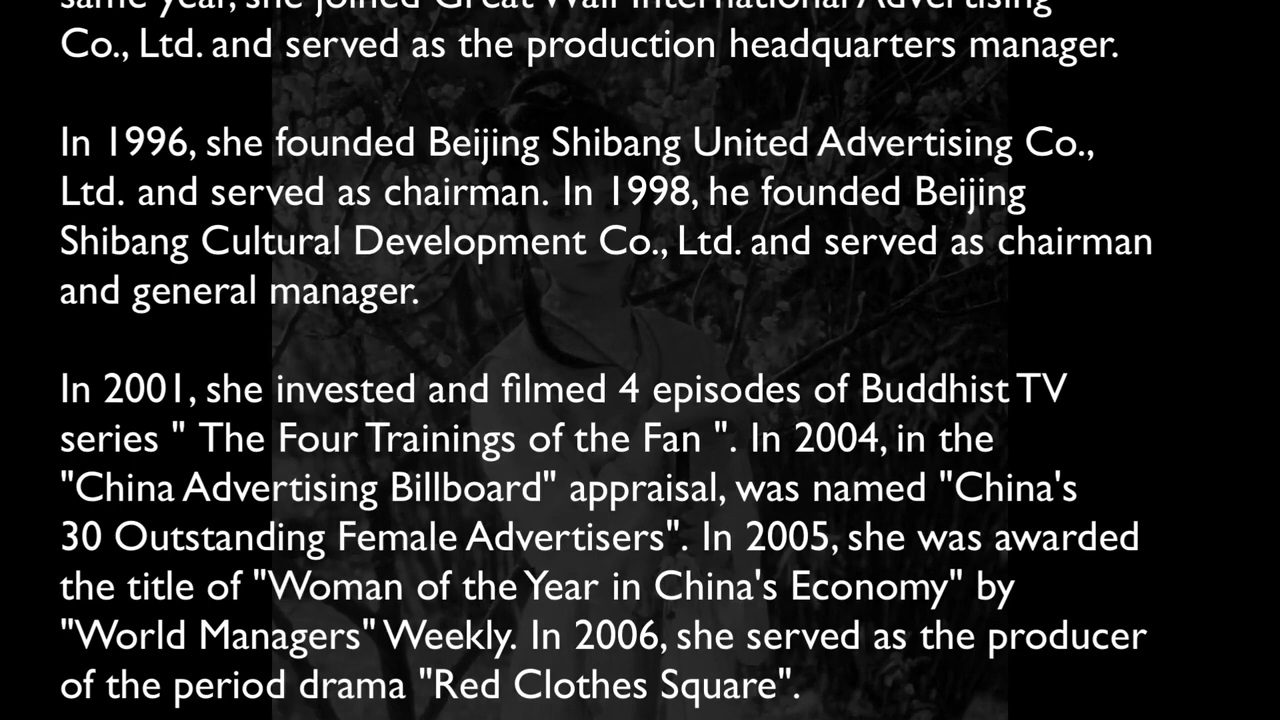 same year, she joined Great Wall International Advertising
Co., Ltd. and served as the production headquarters manager.
In 1996, she founded Beijing Shibang United Advertising Co.,
Ltd. and served as chairman. In 1998, he founded Beijing
Shibang Cultural Development Co., Ltd. and served as chairman
and general manager.
In 2001, she invested and filmed 4 episodes of Buddhist TV
series " The Four Trainings of the Fan ". In 2004, in the
"China Advertising Billboard" appraisal, was named "China's
30 Outstanding Female Advertisers". In 2005, she was awarded
the title of "Woman of the Year in China's Economy" by
"World Managers" Weekly. In 2006, she served as the producer
of the period drama "Red Clothes Square".